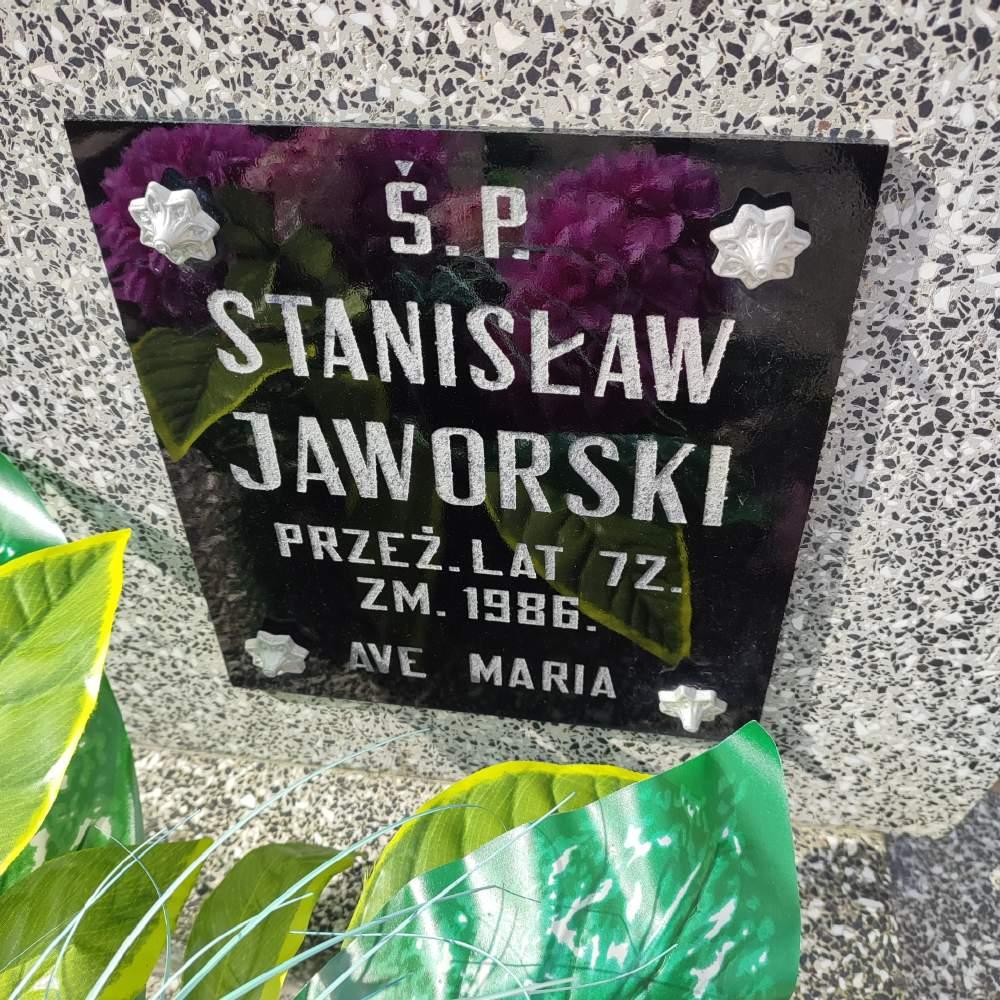 Ś.P.
STANISŁAW
JAWORSKI
PRZEŻ. LAT 72.
ZM. 1986.
AVE MARIA